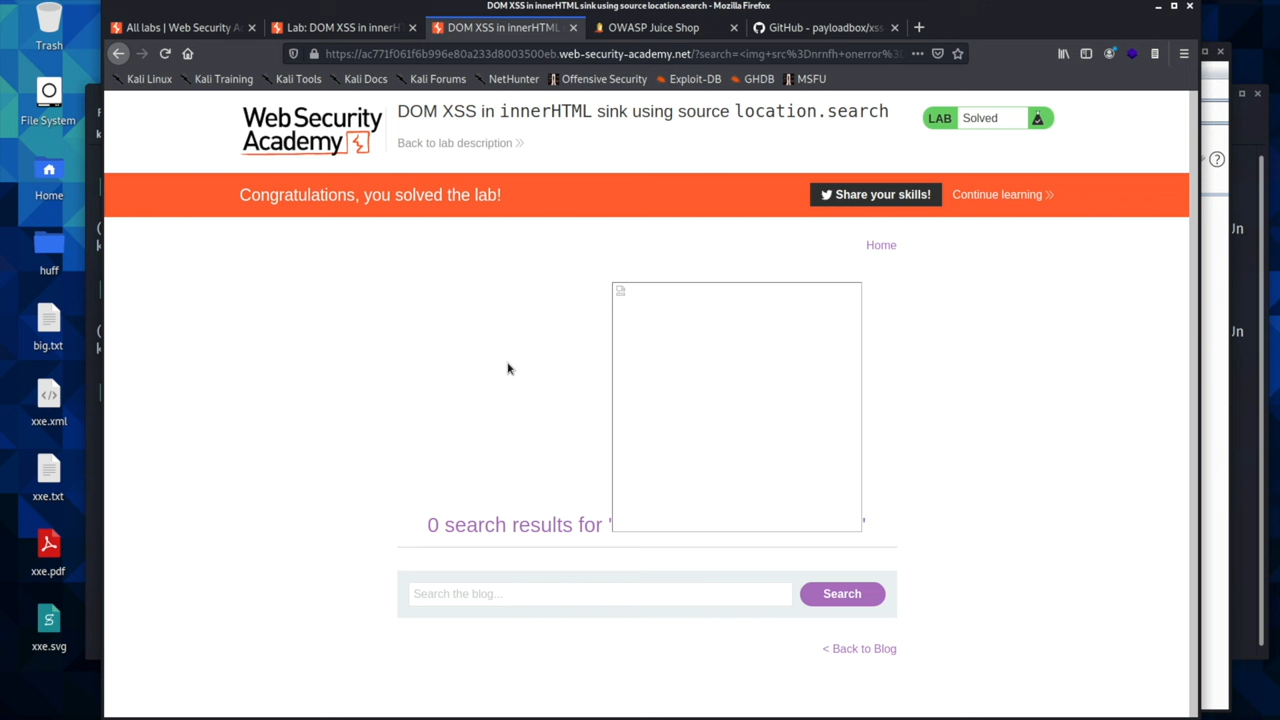 DOM XSS in innerHTML sink using source location.search - Mozilla Firefox
All labs | Web Security Ac
Lab: DOM XSS in innerH
DOM XSS in innerHTML
OWASP Juice Shop
GitHub - payloadbox/xss
https://ac771f061f6b996e80a233d8003500eb.web-security-academy.net/?search=<img+src%3Dnrnfh+onerror%3
Kali Linux
Kali Training
Kali Tools
Kali Docs
Kali Forums
NetHunter
Offensive Security
Exploit-DB
GHDB
MSFU
Trash
File System
Home
huff
big.txt
xxe.xml
xxe.txt
xxe.pdf
xxe.svg
Web Security
Academy
DOM XSS in innerHTML sink using source location.search
Back to lab description
LAB
Solved
Congratulations, you solved the lab!
Share your skills!
Continue learning
Home
0 search results for '
'
Search the blog...
Search
< Back to Blog